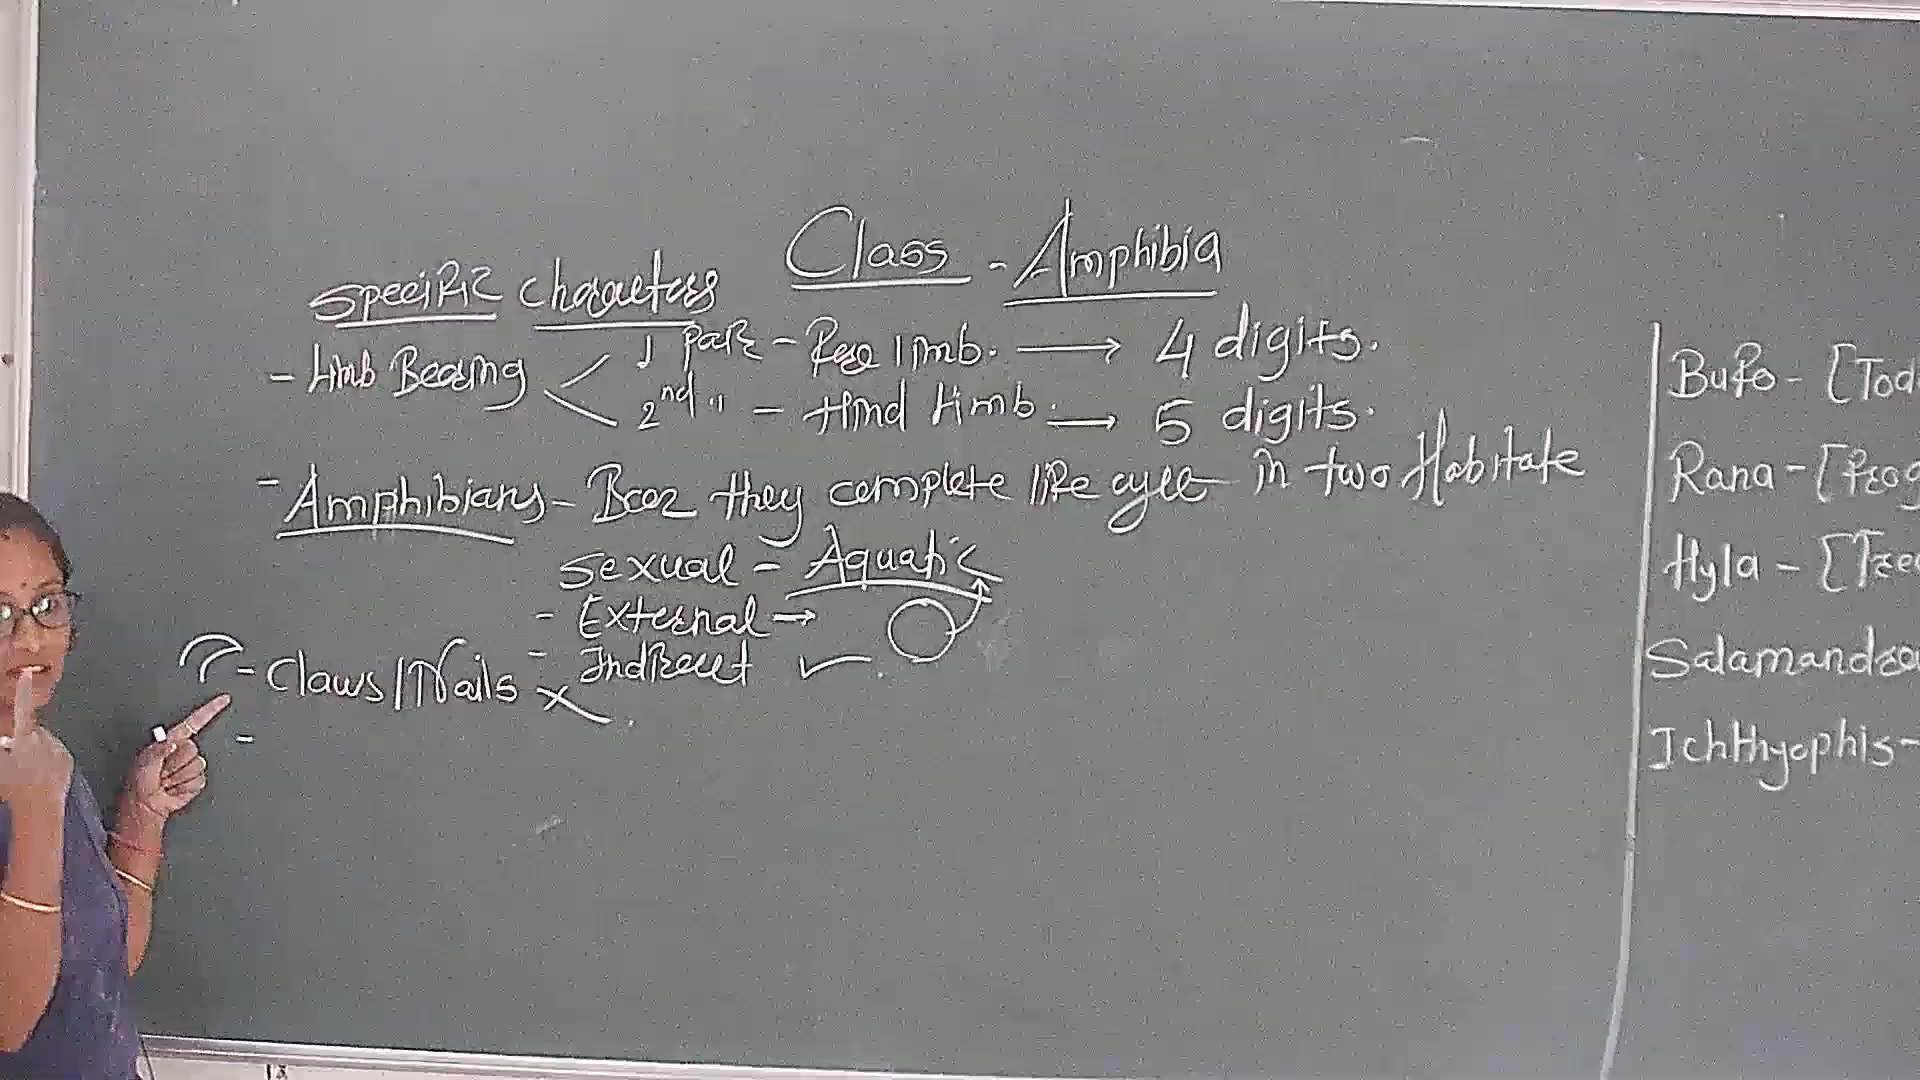 Class - Amphibia
Specific characters
- Limb Bearing
1 pair - Fore limb. → 4 digits.
2nd " - Hind limb. → 5 digits.
- Amphibians - Bcoz they complete life cycle in two Habitate
Sexual - Aquatic
- External →
- Indirect ✓
- Claws/Nails ×
-
Bufo - [Tod
Rana - [frog
Hyla - [Tree
Salamander
Ichthyophis -